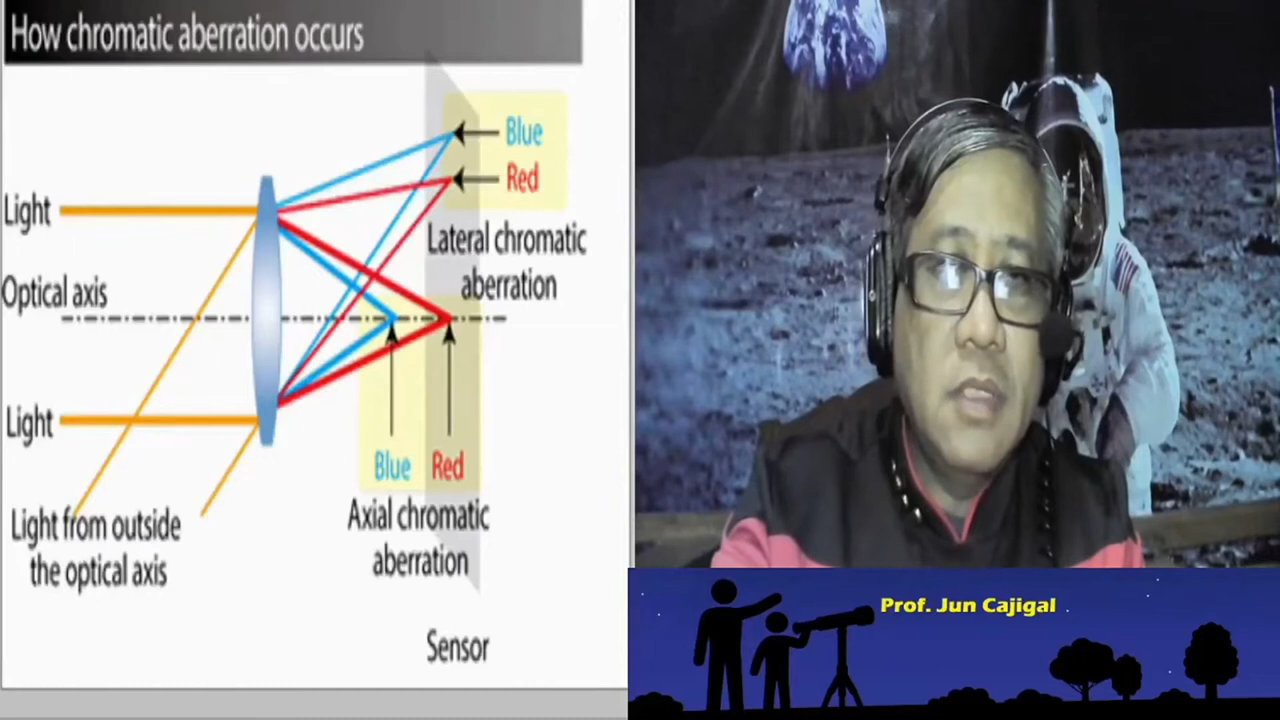 How chromatic aberration occurs
Blue
Red
Light
Lateral chromatic
aberration
Optical axis
Light
Blue Red
Axial chromatic
aberration
Light from outside
the optical axis
Sensor
Prof. Jun Cajigal